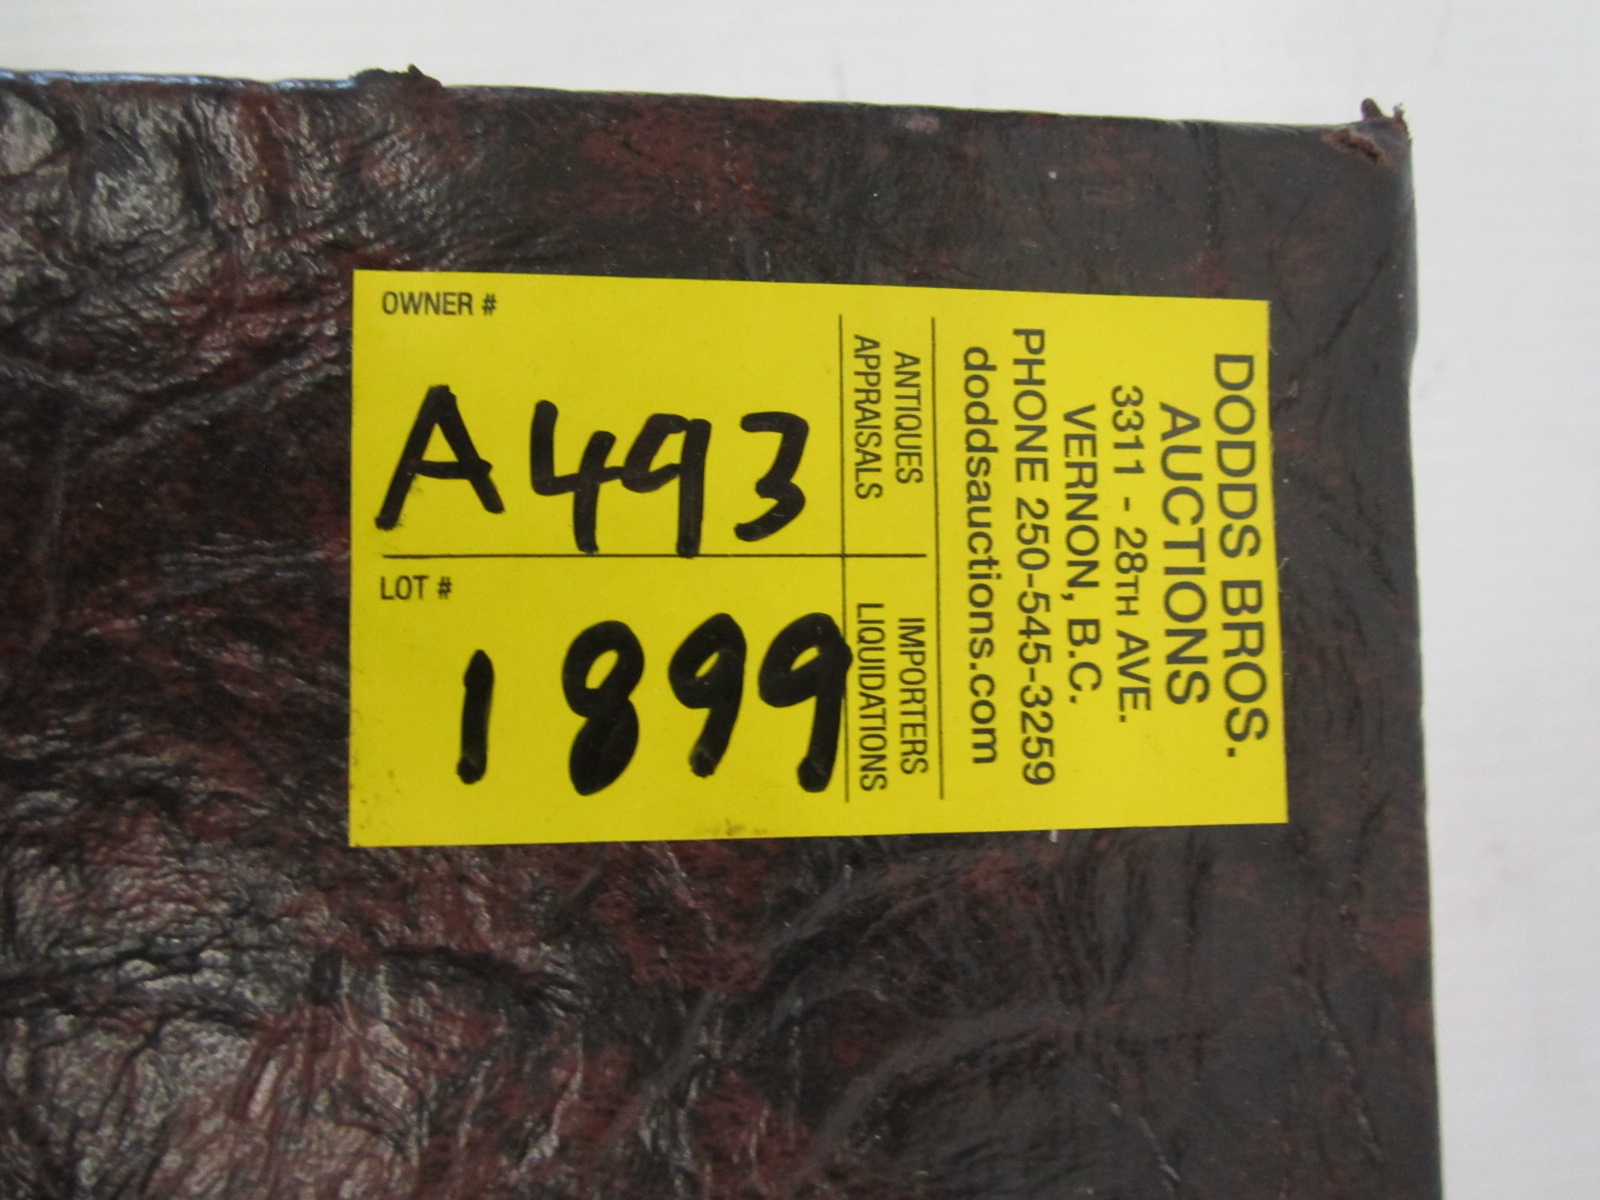 DODDS BROS.
AUCTIONS
3311 - 28TH AVE.
VERNON, B.C.
PHONE 250-545-3259
doddsauctions.com
ANTIQUES
APPRAISALS
IMPORTERS
LIQUIDATIONS
OWNER #
A493
LOT #
1899